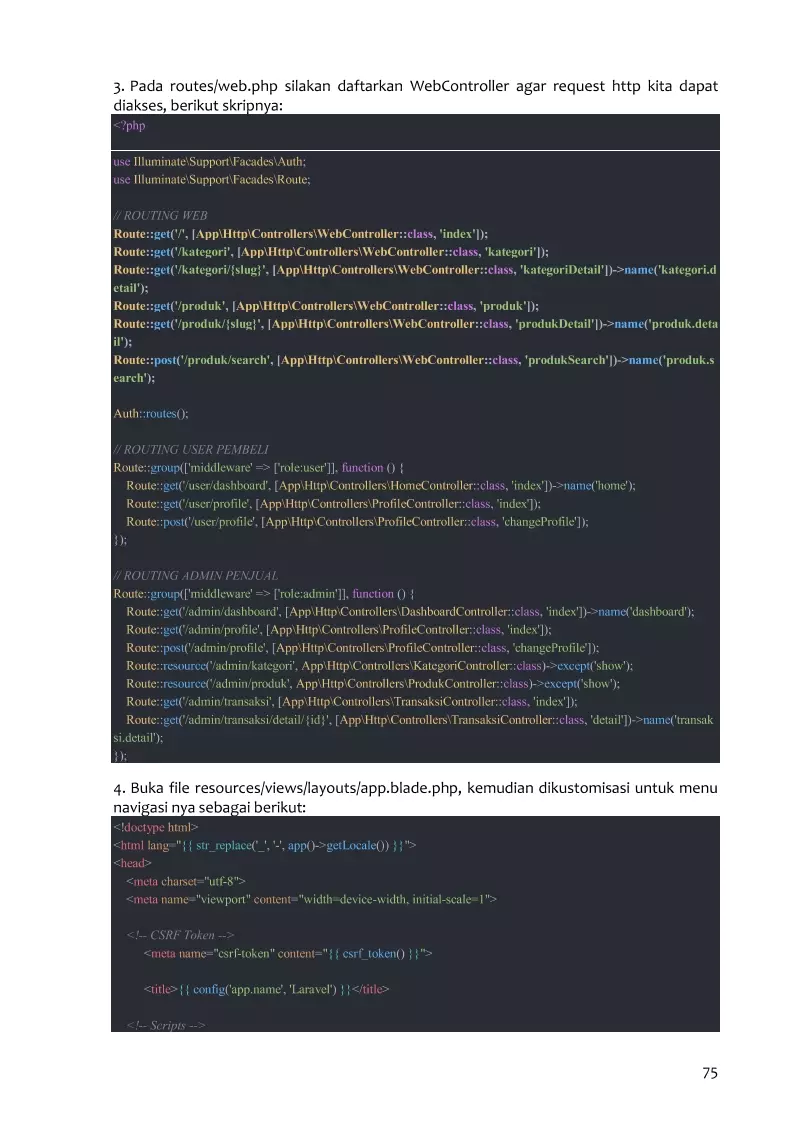 3. Pada routes/web.php silakan daftarkan WebController agar request http kita dapat
diakses, berikut skripnya:
<?php
use Illuminate\Support\Facades\Auth;
use Illuminate\Support\Facades\Route;
// ROUTING WEB
Route::get('/', [App\Http\Controllers\WebController::class, 'index']);
Route::get('/kategori', [App\Http\Controllers\WebController::class, 'kategori']);
Route::get('/kategori/{slug}', [App\Http\Controllers\WebController::class, 'kategoriDetail'])->name('kategori.d
etail');
Route::get('/produk', [App\Http\Controllers\WebController::class, 'produk']);
Route::get('/produk/{slug}', [App\Http\Controllers\WebController::class, 'produkDetail'])->name('produk.deta
il');
Route::post('/produk/search', [App\Http\Controllers\WebController::class, 'produkSearch'])->name('produk.s
earch');
Auth::routes();
// ROUTING USER PEMBELI
Route::group(['middleware' => ['role:user']], function () {
    Route::get('/user/dashboard', [App\Http\Controllers\HomeController::class, 'index'])->name('home');
    Route::get('/user/profile', [App\Http\Controllers\ProfileController::class, 'index']);
    Route::post('/user/profile', [App\Http\Controllers\ProfileController::class, 'changeProfile']);
});
// ROUTING ADMIN PENJUAL
Route::group(['middleware' => ['role:admin']], function () {
    Route::get('/admin/dashboard', [App\Http\Controllers\DashboardController::class, 'index'])->name('dashboard');
    Route::get('/admin/profile', [App\Http\Controllers\ProfileController::class, 'index']);
    Route::post('/admin/profile', [App\Http\Controllers\ProfileController::class, 'changeProfile']);
    Route::resource('/admin/kategori', App\Http\Controllers\KategoriController::class)->except('show');
    Route::resource('/admin/produk', App\Http\Controllers\ProdukController::class)->except('show');
    Route::get('/admin/transaksi', [App\Http\Controllers\TransaksiController::class, 'index']);
    Route::get('/admin/transaksi/detail/{id}', [App\Http\Controllers\TransaksiController::class, 'detail'])->name('transak
si.detail');
});
4. Buka file resources/views/layouts/app.blade.php, kemudian dikustomisasi untuk menu
navigasi nya sebagai berikut:
<!doctype html>
<html lang="{{ str_replace('_', '-', app()->getLocale()) }}">
<head>
    <meta charset="utf-8">
    <meta name="viewport" content="width=device-width, initial-scale=1">
    <!-- CSRF Token -->
        <meta name="csrf-token" content="{{ csrf_token() }}">
        <title>{{ config('app.name', 'Laravel') }}</title>
    <!-- Scripts -->
75